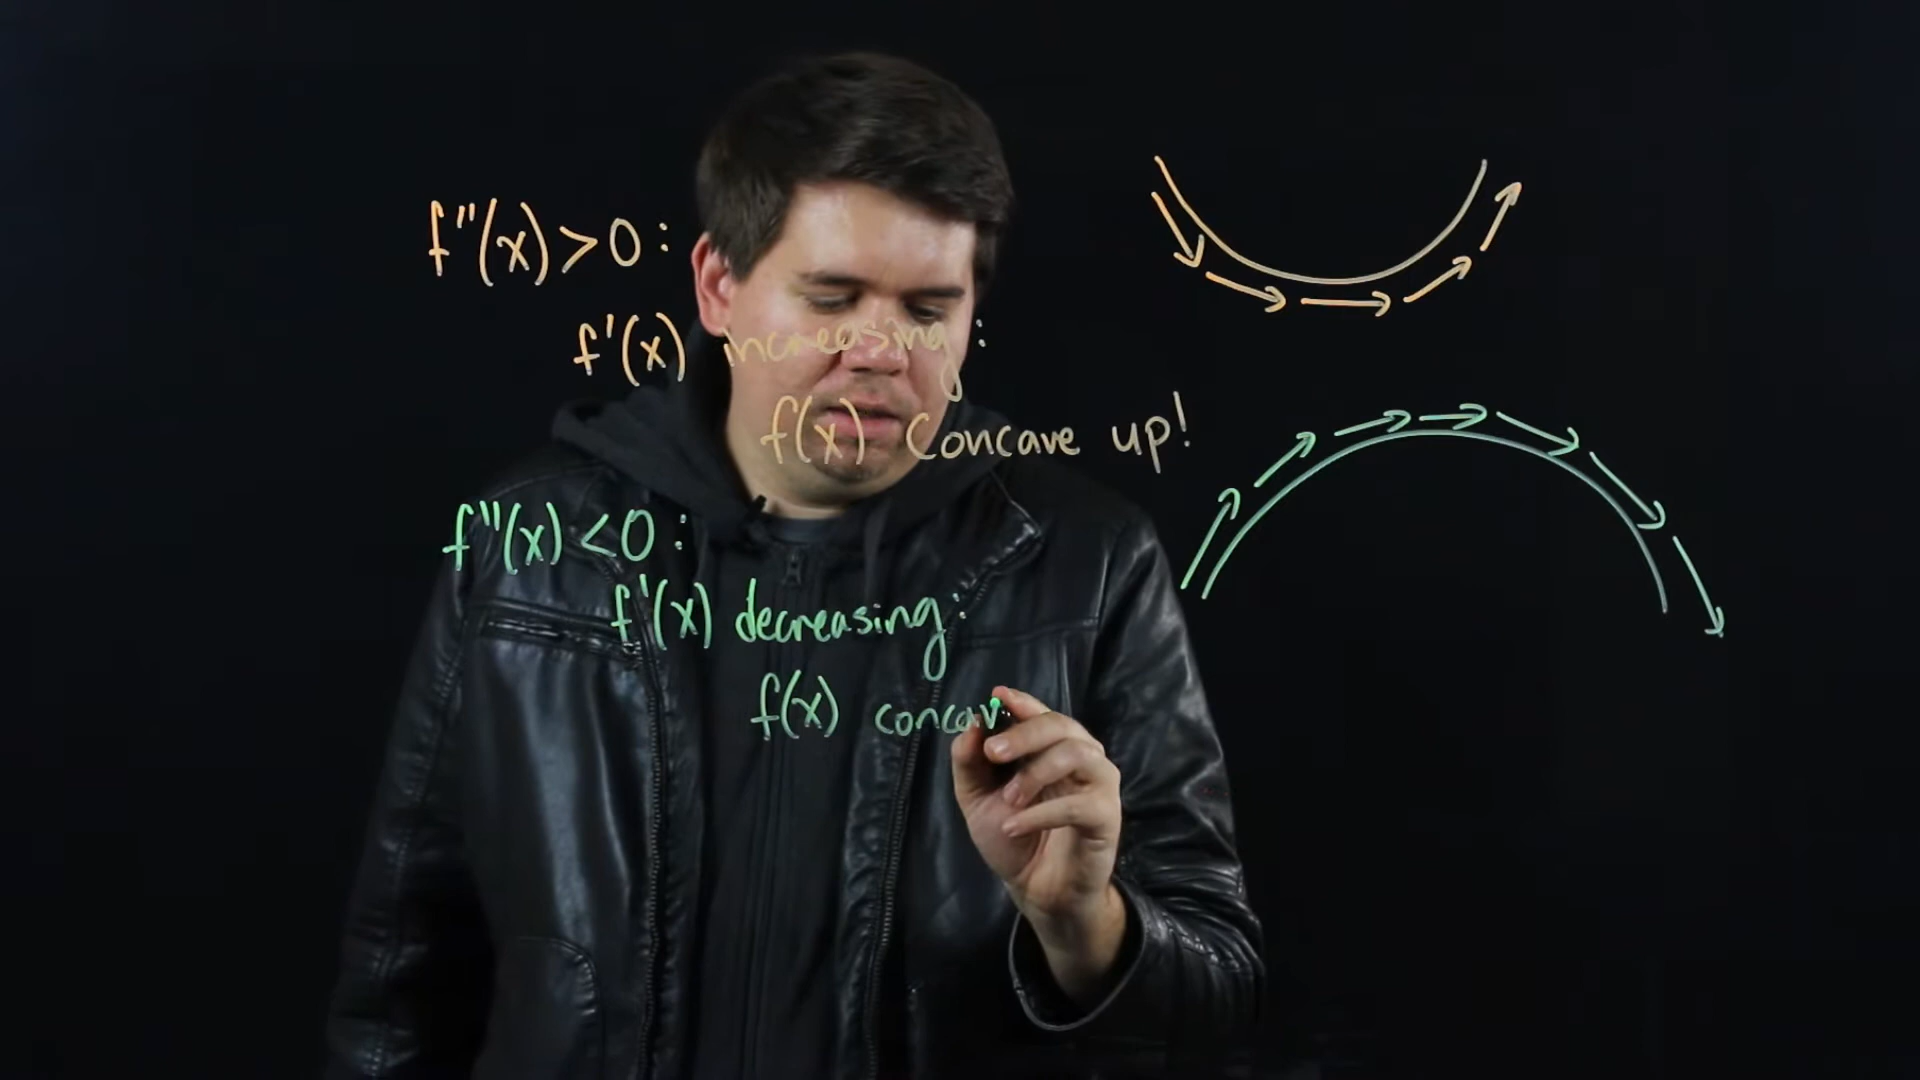 f''(x) > 0 :
f'(x) increasing :
f(x) Concave up!
f''(x) < 0 :
f'(x) decreasing :
f(x) concav